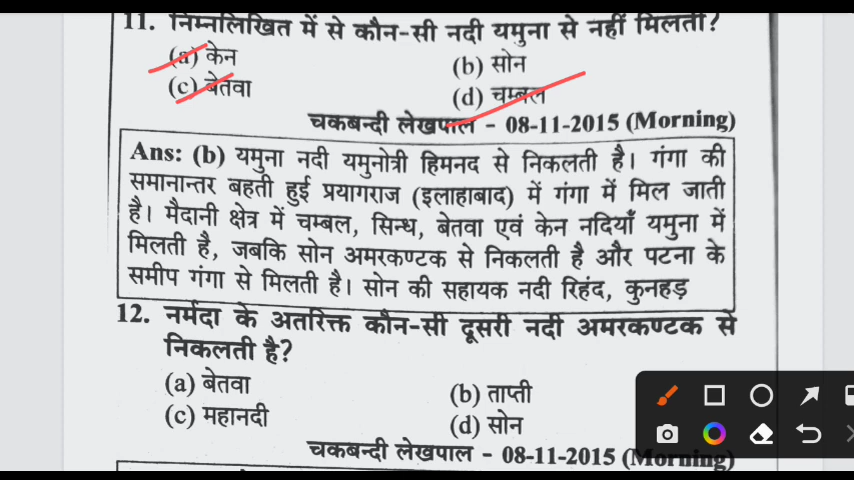 11. निम्नलिखित में से कौन-सी नदी यमुना से नहीं मिलती?
(a) केन (b) सोन
(c) बेतवा (d) चम्बल
चकबन्दी लेखपाल - 08-11-2015 (Morning)
Ans: (b) यमुना नदी यमुनोत्री हिमनद से निकलती है। गंगा की
समानान्तर बहती हुई प्रयागराज (इलाहाबाद) में गंगा में मिल जाती
है। मैदानी क्षेत्र में चम्बल, सिन्ध, बेतवा एवं केन नदियाँ यमुना में
मिलती है, जबकि सोन अमरकण्टक से निकलती है और पटना के
समीप गंगा से मिलती है। सोन की सहायक नदी रिहंद, कुनहड़
12. नर्मदा के अतरिक्त कौन-सी दूसरी नदी अमरकण्टक से
निकलती है?
(a) बेतवा (b) ताप्ती
(c) महानदी (d) सोन
चकबन्दी लेखपाल - 08-11-2015 (Morning)